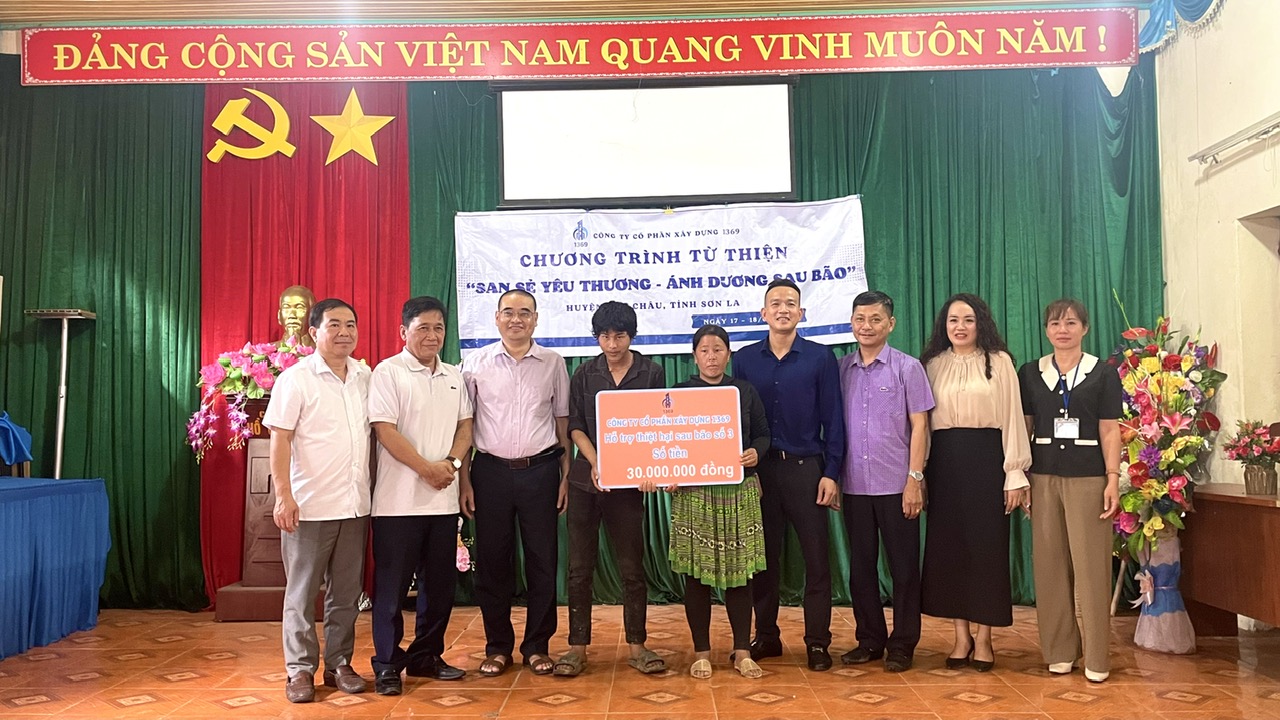 ĐẢNG CỘNG SẢN VIỆT NAM QUANG VINH MUÔN NĂM !
1369
CÔNG TY CỔ PHẦN XÂY DỰNG 1369
CHƯƠNG TRÌNH TỪ THIỆN
“SAN SẺ YÊU THƯƠNG - ÁNH DƯƠNG SAU BÃO”
HUYỆN CHÂU, TỈNH SƠN LA
NGÀY 17 - 18/
1369
CÔNG TY CỔ PHẦN XÂY DỰNG 1369
Hỗ trợ thiệt hại sau bão số 3
Số tiền
30.000.000 đồng